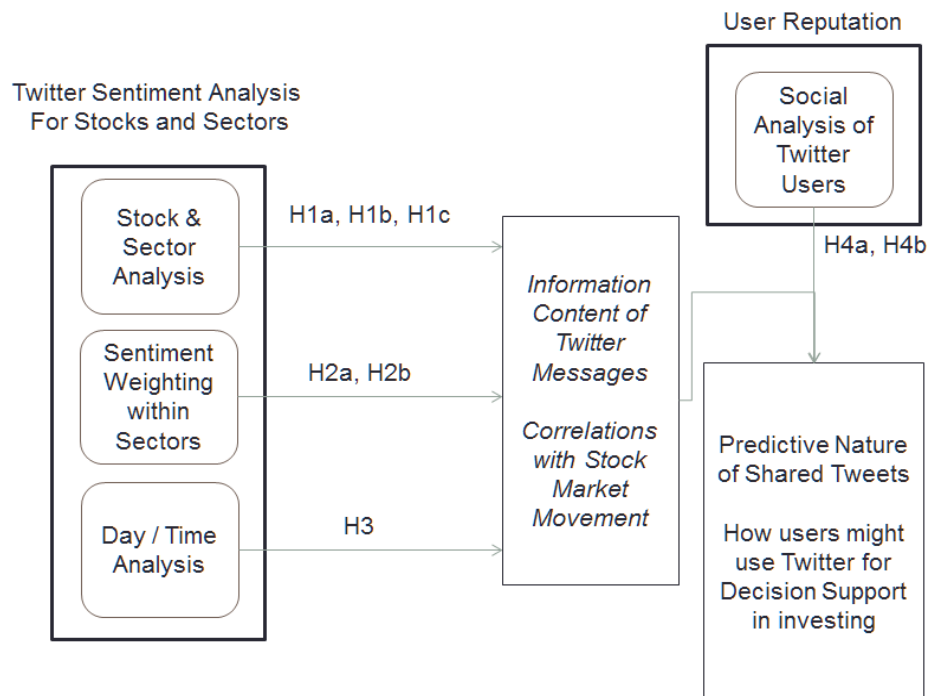 User Reputation
Twitter Sentiment Analysis
For Stocks and Sectors
Social
Analysis of
Twitter
Users
Stock &
Sector
Analysis
H1a, H1b, H1c
H4a, H4b
Sentiment
Weighting
within
Sectors
H2a, H2b
Day / Time
Analysis
H3
Information
Content of
Twitter
Messages
Correlations
with Stock
Market
Movement
Predictive Nature
of Shared Tweets
How users might
use Twitter for
Decision Support
in investing